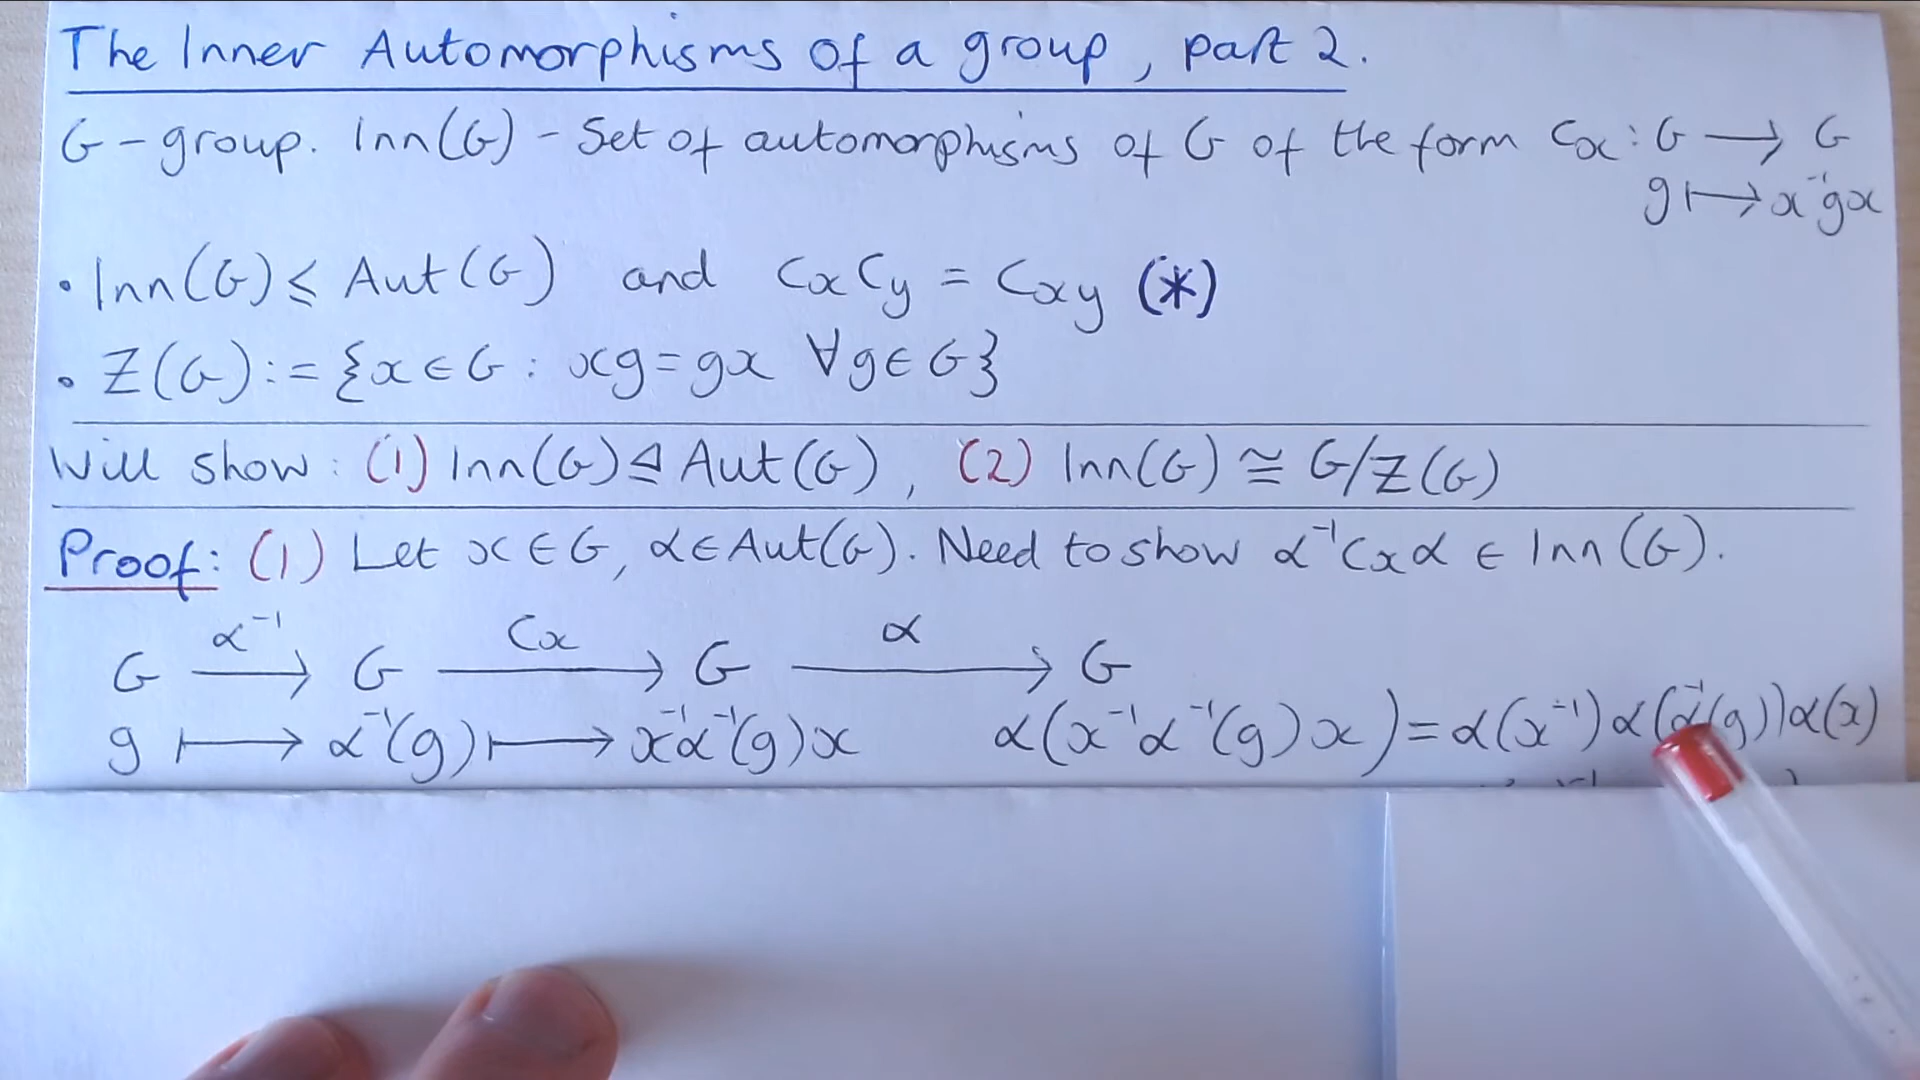 The Inner Automorphisms of a group, part 2.
G - group. Inn(G) - Set of automorphisms of G of the form Cx : G ⟶ G
g ⟼ x⁻¹gx
• Inn(G) ≤ Aut(G) and CxCy = Cxy (*)
• Z(G) := {x ∈ G : xg = gx ∀g ∈ G}
Will show : (1) Inn(G) ⊴ Aut(G), (2) Inn(G) ≅ G/Z(G)
Proof: (1) Let x ∈ G, α ∈ Aut(G). Need to show α⁻¹Cxα ∈ Inn(G).
α⁻¹ Cx α
G ⟶ G ⟶ G ⟶ G
g ⟼ α⁻¹(g) ⟼ x⁻¹α⁻¹(g)x α(x⁻¹α⁻¹(g)x) = α(x⁻¹)α(α⁻¹(g))α(x)